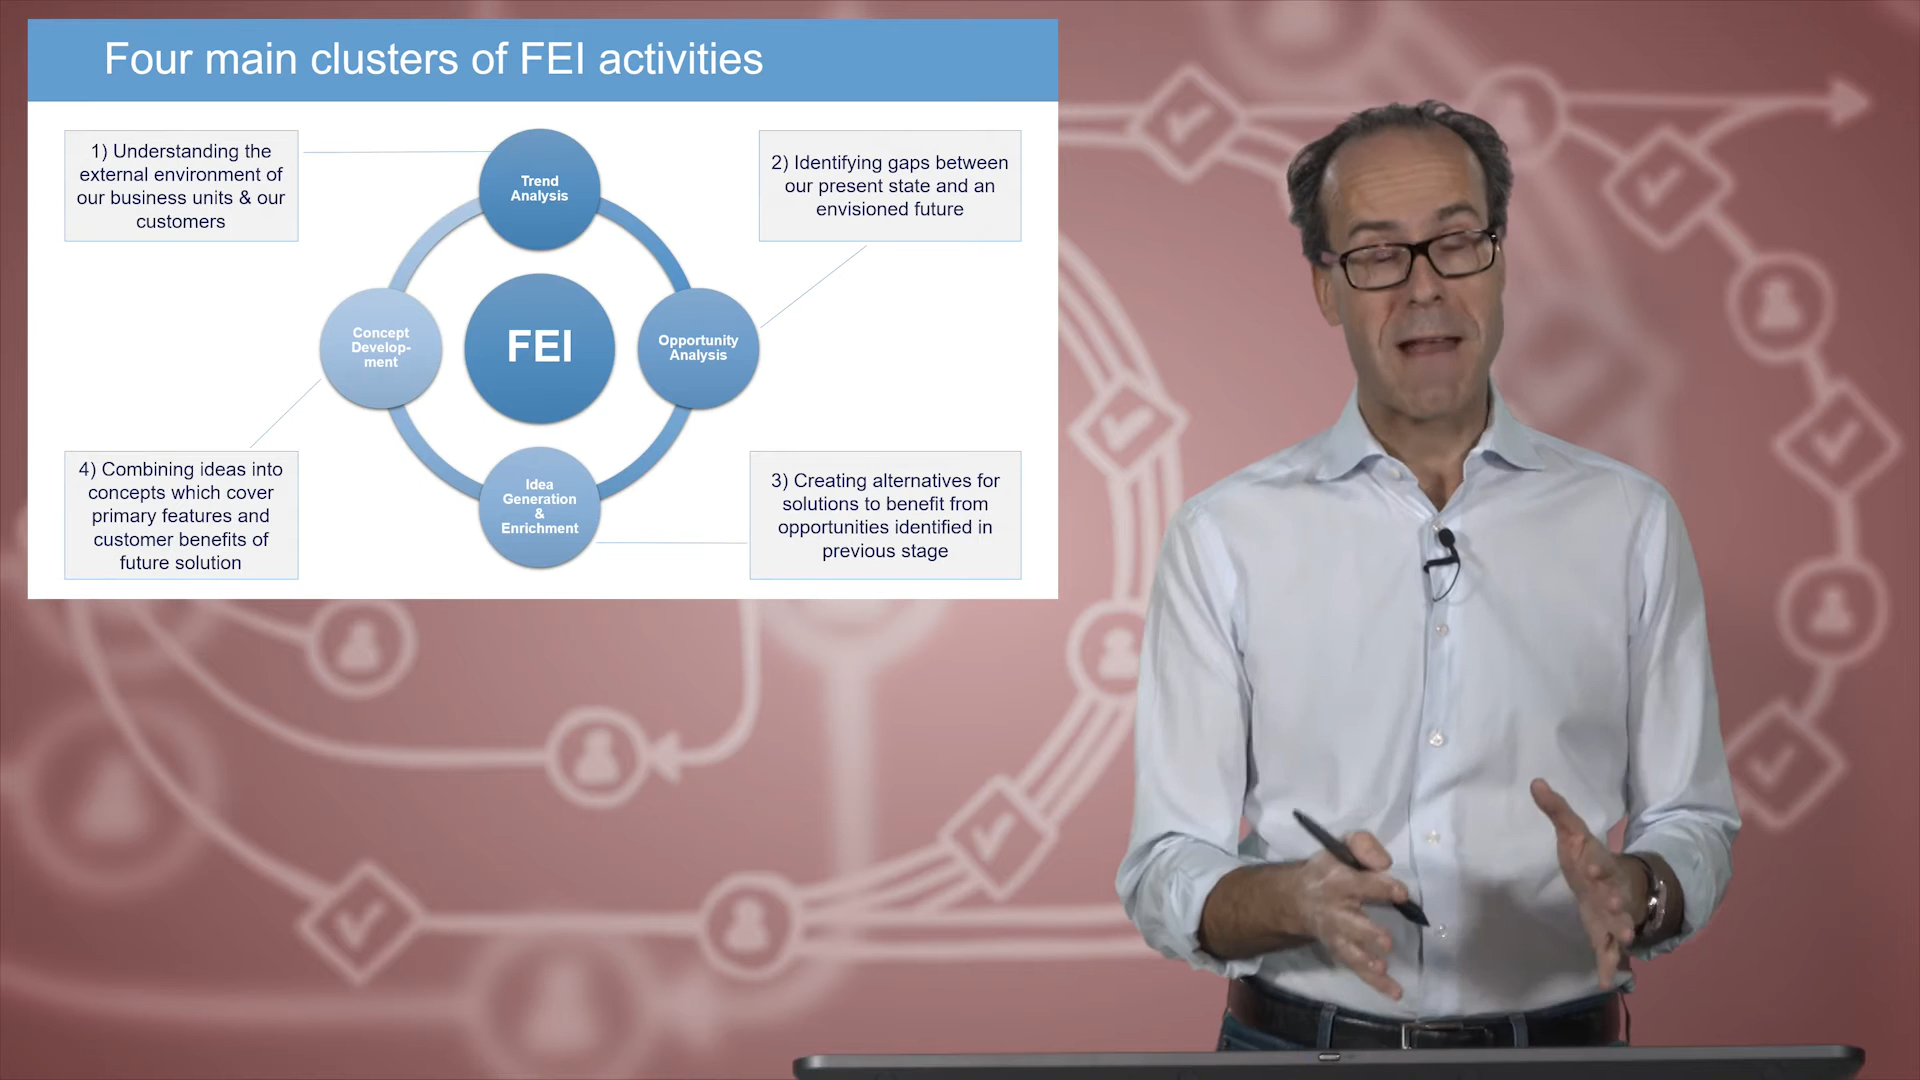 Four main clusters of FEI activities
1) Understanding the
external environment of
our business units & our
customers
Trend
Analysis
2) Identifying gaps between
our present state and an
envisioned future
Concept
Develop-
ment
FEI
Opportunity
Analysis
4) Combining ideas into
concepts which cover
primary features and
customer benefits of
future solution
Idea
Generation
&
Enrichment
3) Creating alternatives for
solutions to benefit from
opportunities identified in
previous stage